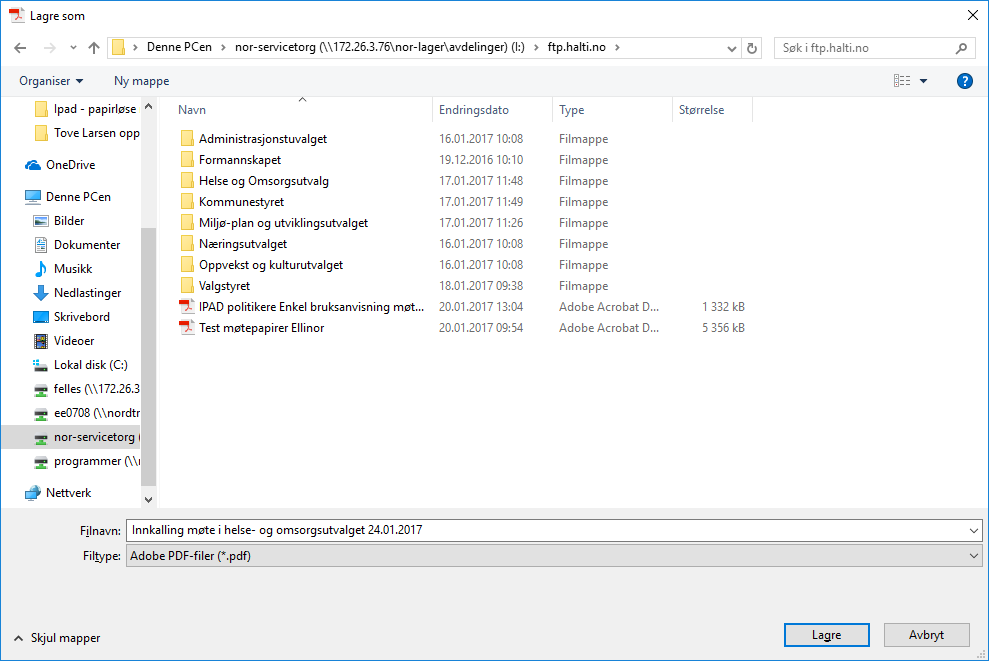 Lagre som
Denne PCen > nor-servicetorg (\\172.26.3.76\nor-lager\avdelinger) (I:) > ftp.halti.no >
Søk i ftp.halti.no
Organiser
Ny mappe
?
Ipad - papirløse
Tove Larsen opp
OneDrive
Denne PCen
Bilder
Dokumenter
Musikk
Nedlastinger
Skrivebord
Videoer
Lokal disk (C:)
felles (\\172.26.3
ee0708 (\\nordtr
nor-servicetorg (
programmer (\\
Nettverk
Navn Endringsdato Type Størrelse
Administrasjonstuvalget 16.01.2017 10:08 Filmappe
Formannskapet 19.12.2016 10:10 Filmappe
Helse og Omsorgsutvalg 17.01.2017 11:48 Filmappe
Kommunestyret 17.01.2017 11:49 Filmappe
Miljø-plan og utviklingsutvalget 17.01.2017 11:26 Filmappe
Næringsutvalget 16.01.2017 10:08 Filmappe
Oppvekst og kulturutvalget 16.01.2017 10:08 Filmappe
Valgstyret 18.01.2017 09:38 Filmappe
IPAD politikere Enkel bruksanvisning møt... 20.01.2017 13:04 Adobe Acrobat D... 1 332 kB
Test møtepapirer Ellinor 20.01.2017 09:54 Adobe Acrobat D... 5 356 kB
Filnavn: Innkalling møte i helse- og omsorgsutvalget 24.01.2017
Filtype: Adobe PDF-filer (*.pdf)
Skjul mapper
Lagre
Avbryt